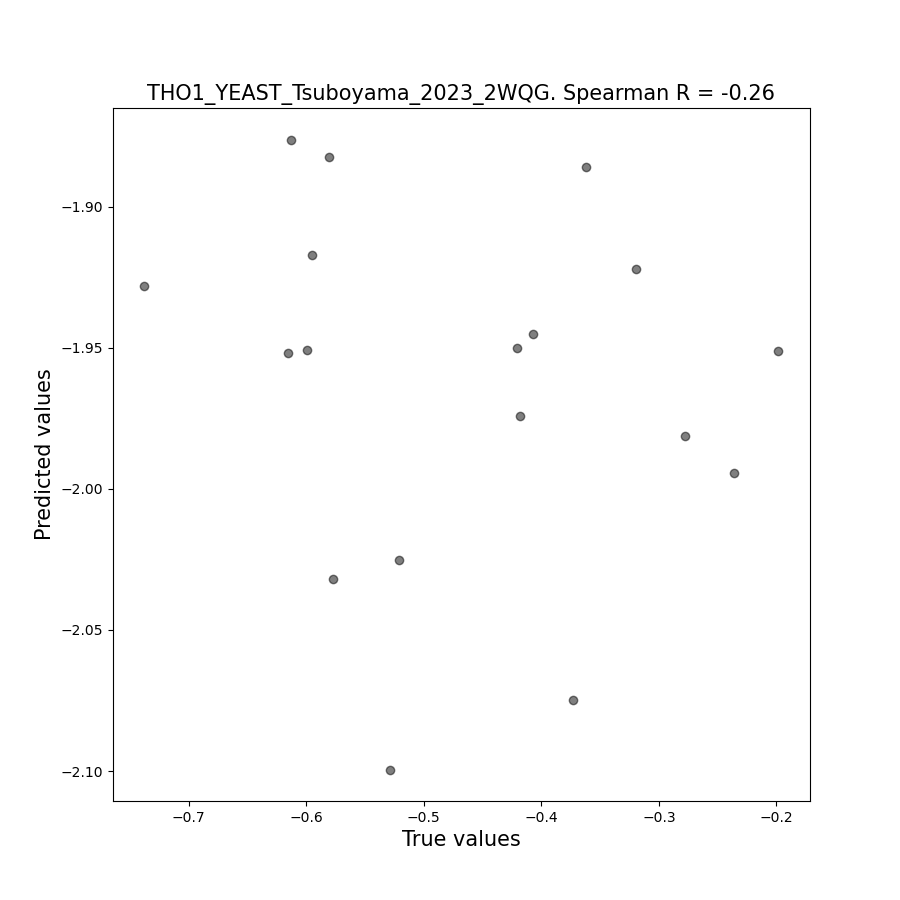 THO1_YEAST_Tsuboyama_2023_2WQG. Spearman R = -0.26
−1.90
−1.95
−2.00
−2.05
−2.10
Predicted values
−0.7 −0.6 −0.5 −0.4 −0.3 −0.2
True values